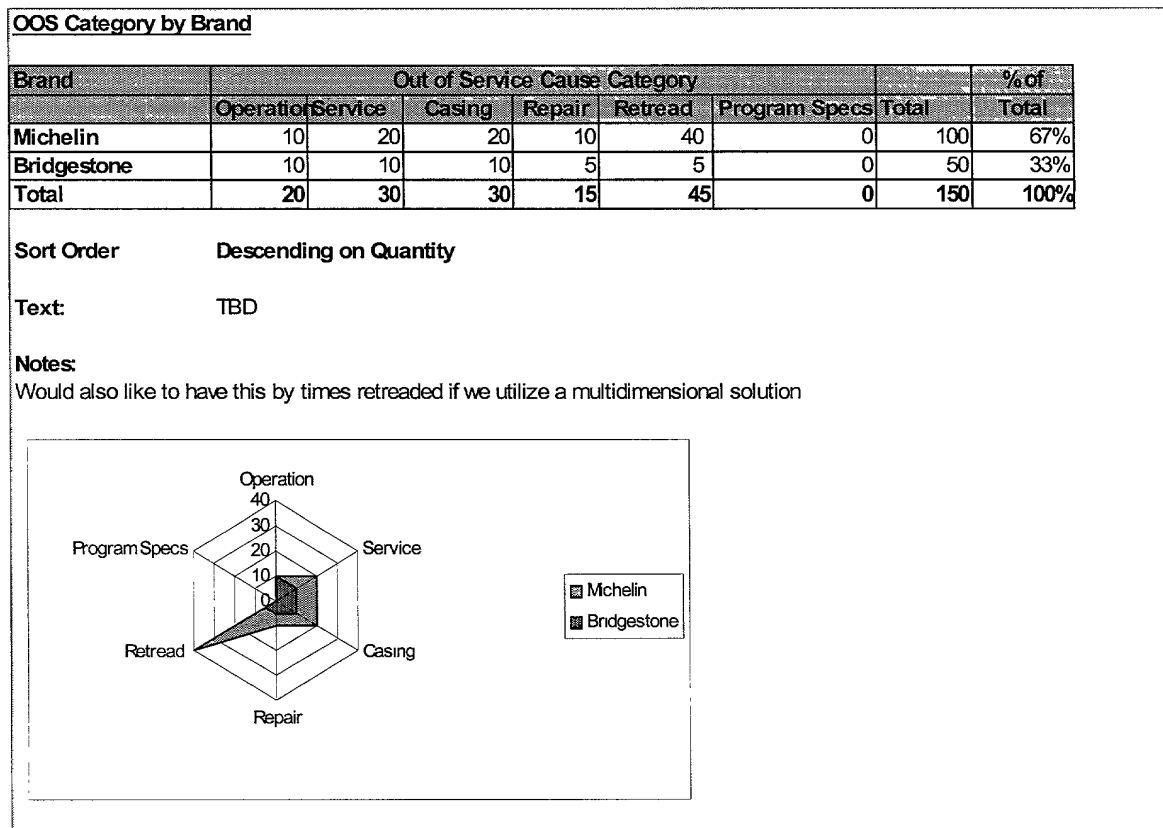 OOS Category by Brand
Brand Out of Service Cause Category % of
Operation Service Casing Repair Retread Program Specs Total Total
Michelin 10 20 20 10 40 0 100 67%
Bridgestone 10 10 10 5 5 0 50 33%
Total 20 30 30 15 45 0 150 100%
Sort Order Descending on Quantity
Text: TBD
Notes:
Would also like to have this by times retreaded if we utilize a multidimensional solution
Operation
40
30
Program Specs 20 Service
10
0
Michelin
Bridgestone
Retread Casing
Repair